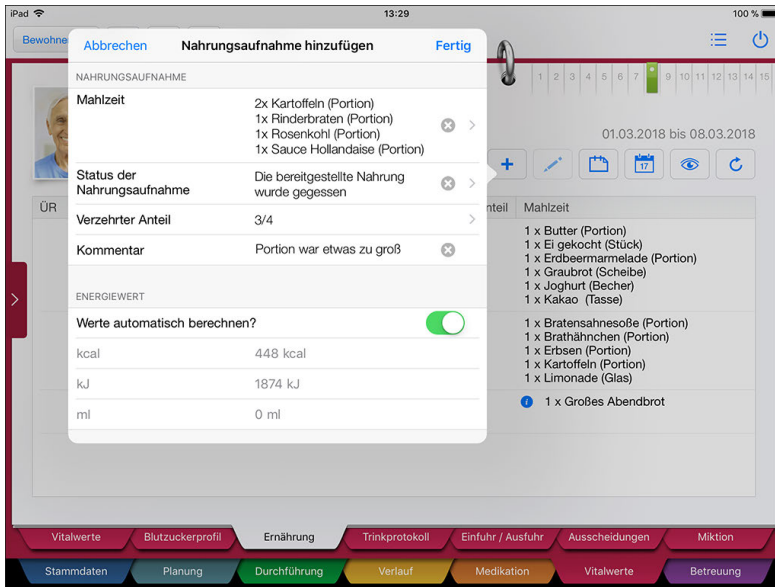 iPad 13:29 100 %
Bewohne
Abbrechen Nahrungsaufnahme hinzufügen Fertig
1 2 3 4 5 6 7 8 9 10 11 12 13 14 15
NAHRUNGSAUFNAHME
Mahlzeit
2x Kartoffeln (Portion)
1x Rinderbraten (Portion)
1x Rosenkohl (Portion)
1x Sauce Hollandaise (Portion)
Status der
Nahrungsaufnahme
Die bereitgestellte Nahrung
wurde gegessen
Verzehrter Anteil 3/4
Kommentar Portion war etwas zu groß
ENERGIEWERT
Werte automatisch berechnen?
kcal 448 kcal
kJ 1874 kJ
ml 0 ml
01.03.2018 bis 08.03.2018
17
ÜR nteil Mahlzeit
1 x Butter (Portion)
1 x Ei gekocht (Stück)
1 x Erdbeermarmelade (Portion)
1 x Graubrot (Scheibe)
1 x Joghurt (Becher)
1 x Kakao (Tasse)
1 x Bratensahnesoße (Portion)
1 x Brathähnchen (Portion)
1 x Erbsen (Portion)
1 x Kartoffeln (Portion)
1 x Limonade (Glas)
1 x Großes Abendbrot
Vitalwerte Blutzuckerprofil Ernährung Trinkprotokoll Einfuhr / Ausfuhr Ausscheidungen Miktion
Stammdaten Planung Durchführung Verlauf Medikation Vitalwerte Betreuung